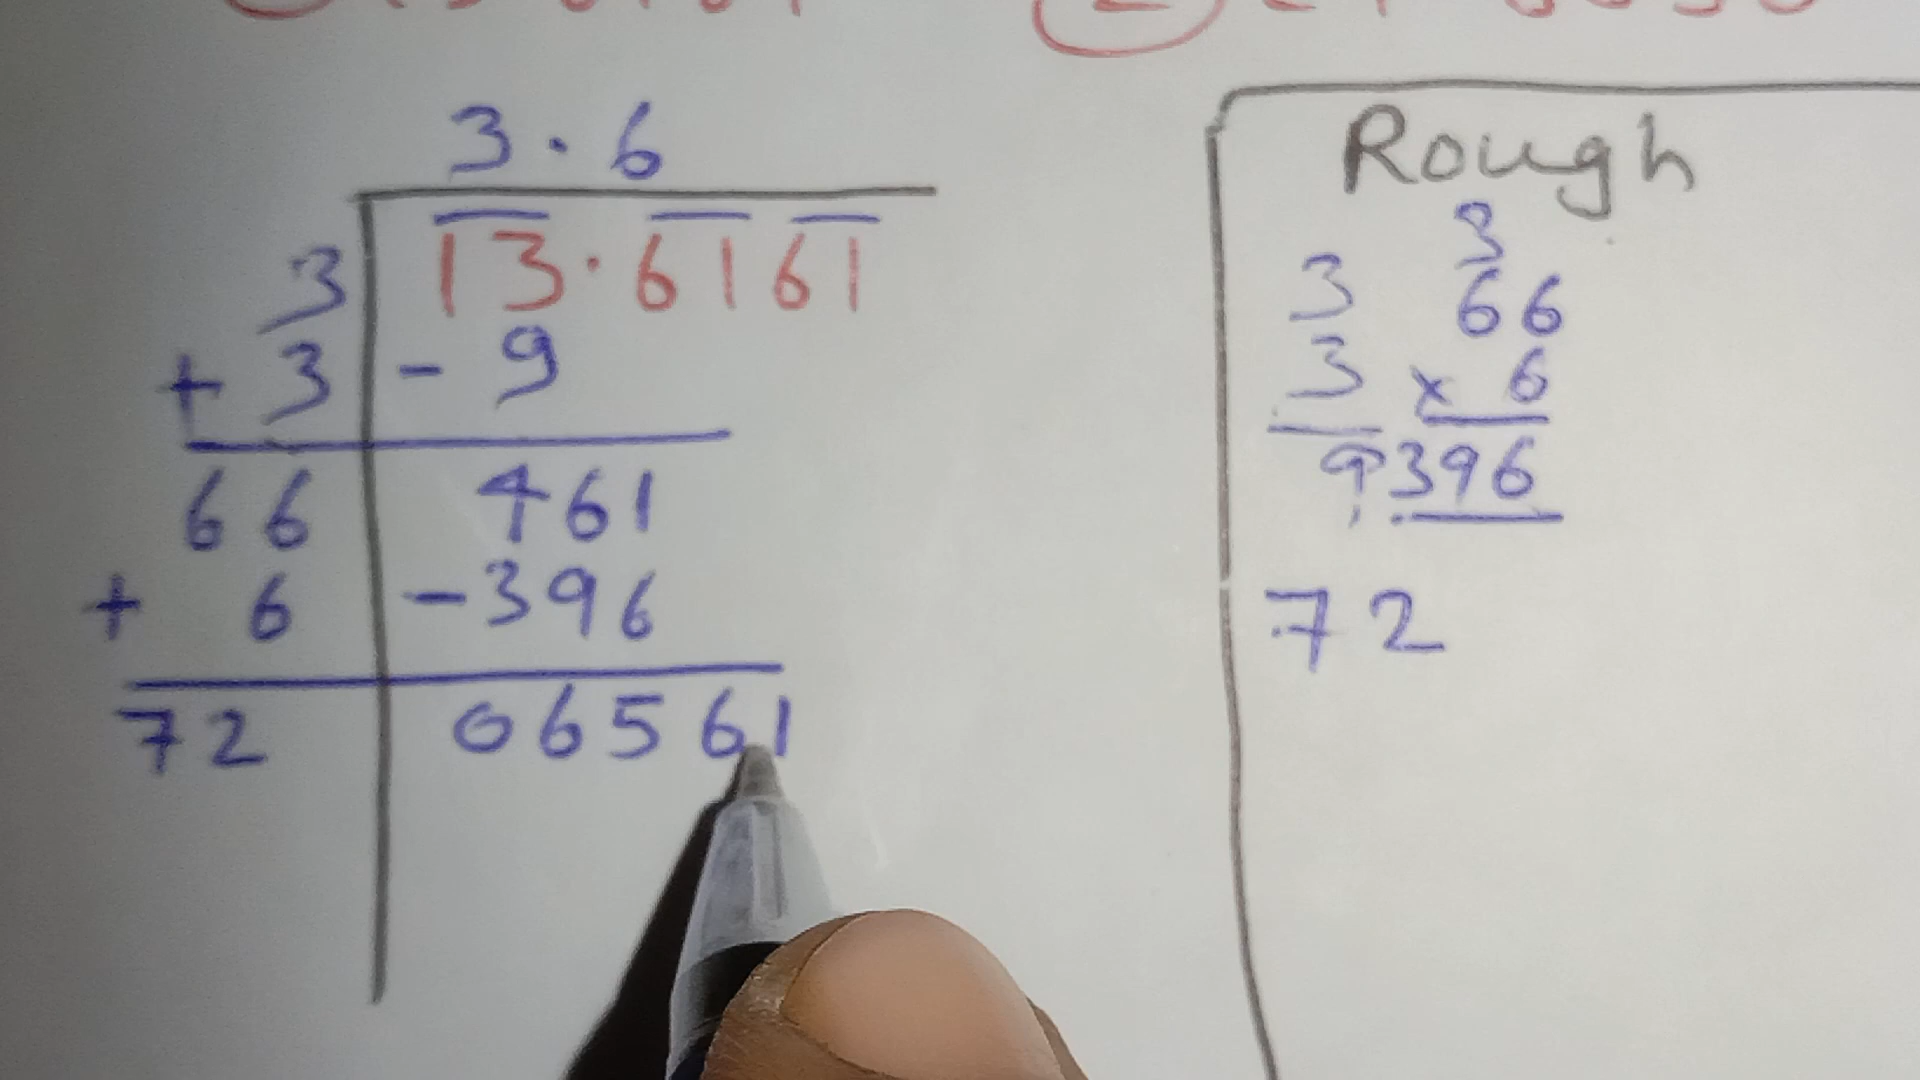 3.6
3 13.6161
+ 3 - 9
66 461
+ 6 - 396
72 06561
Rough
3
3 66
3 x 6
9 396
72